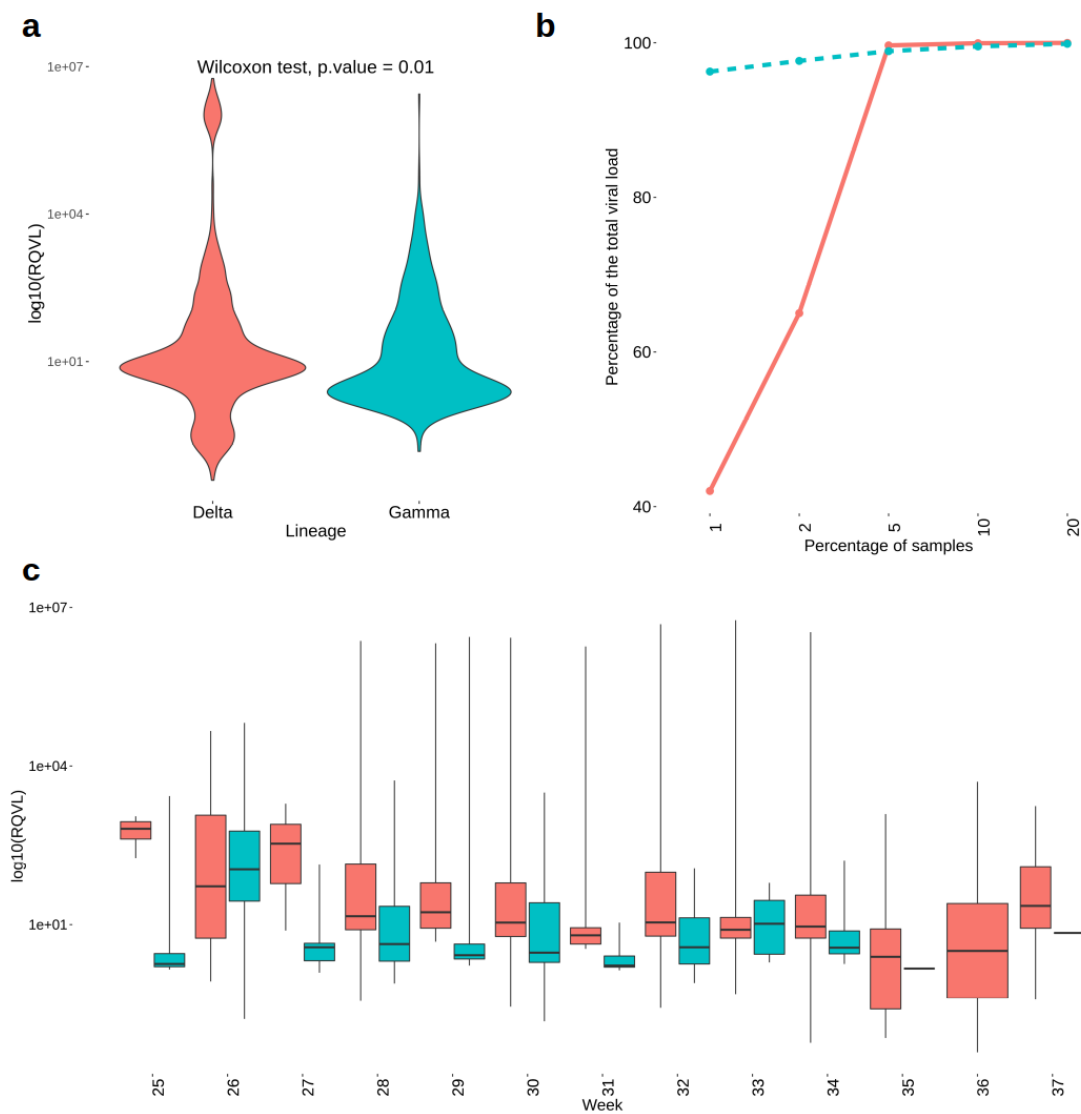 a
Wilcoxon test, p.value = 0.01
1e+07
1e+04
1e+01
log10(RQVL)
Delta
Gamma
Lineage
b
100
80
60
40
Percentage of the total viral load
1
2
5
10
20
Percentage of samples
c
1e+07
1e+04
1e+01
log10(RQVL)
25
26
27
28
29
30
31
32
33
34
35
36
37
Week